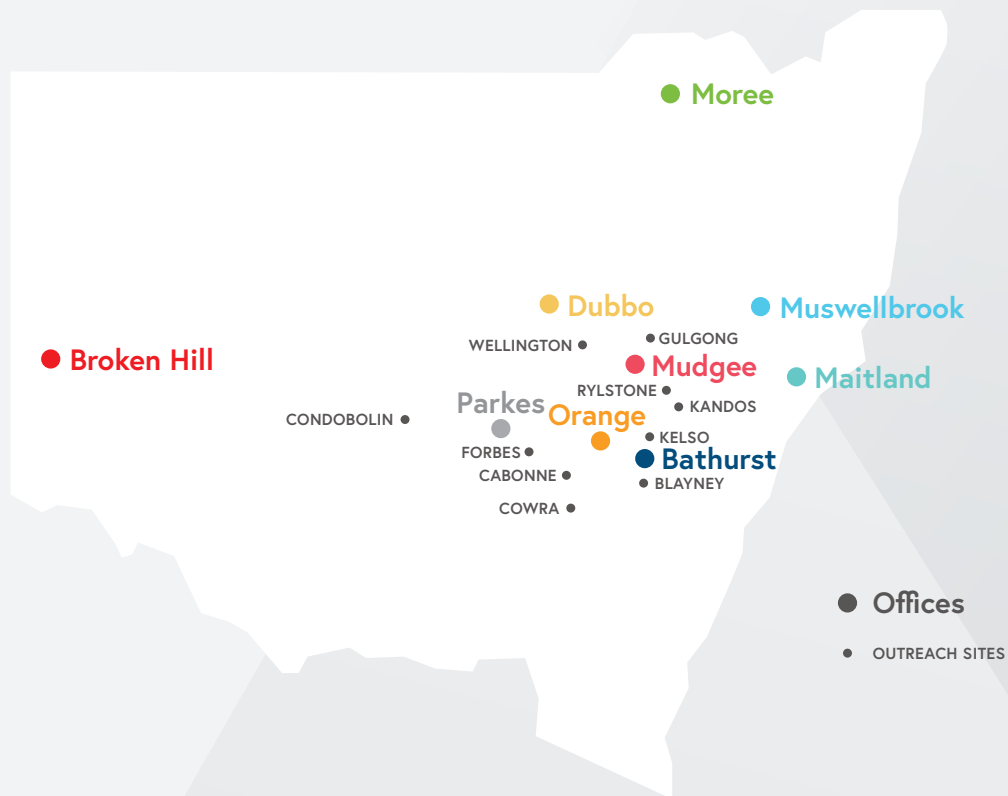 Moree
Dubbo
Muswellbrook
WELLINGTON
GULGONG
Broken Hill
Mudgee
Maitland
RYLSTONE
Parkes
KANDOS
CONDOBOLIN
Orange
KELSO
FORBES
Bathurst
CABONNE
BLAYNEY
COWRA
Offices
OUTREACH SITES